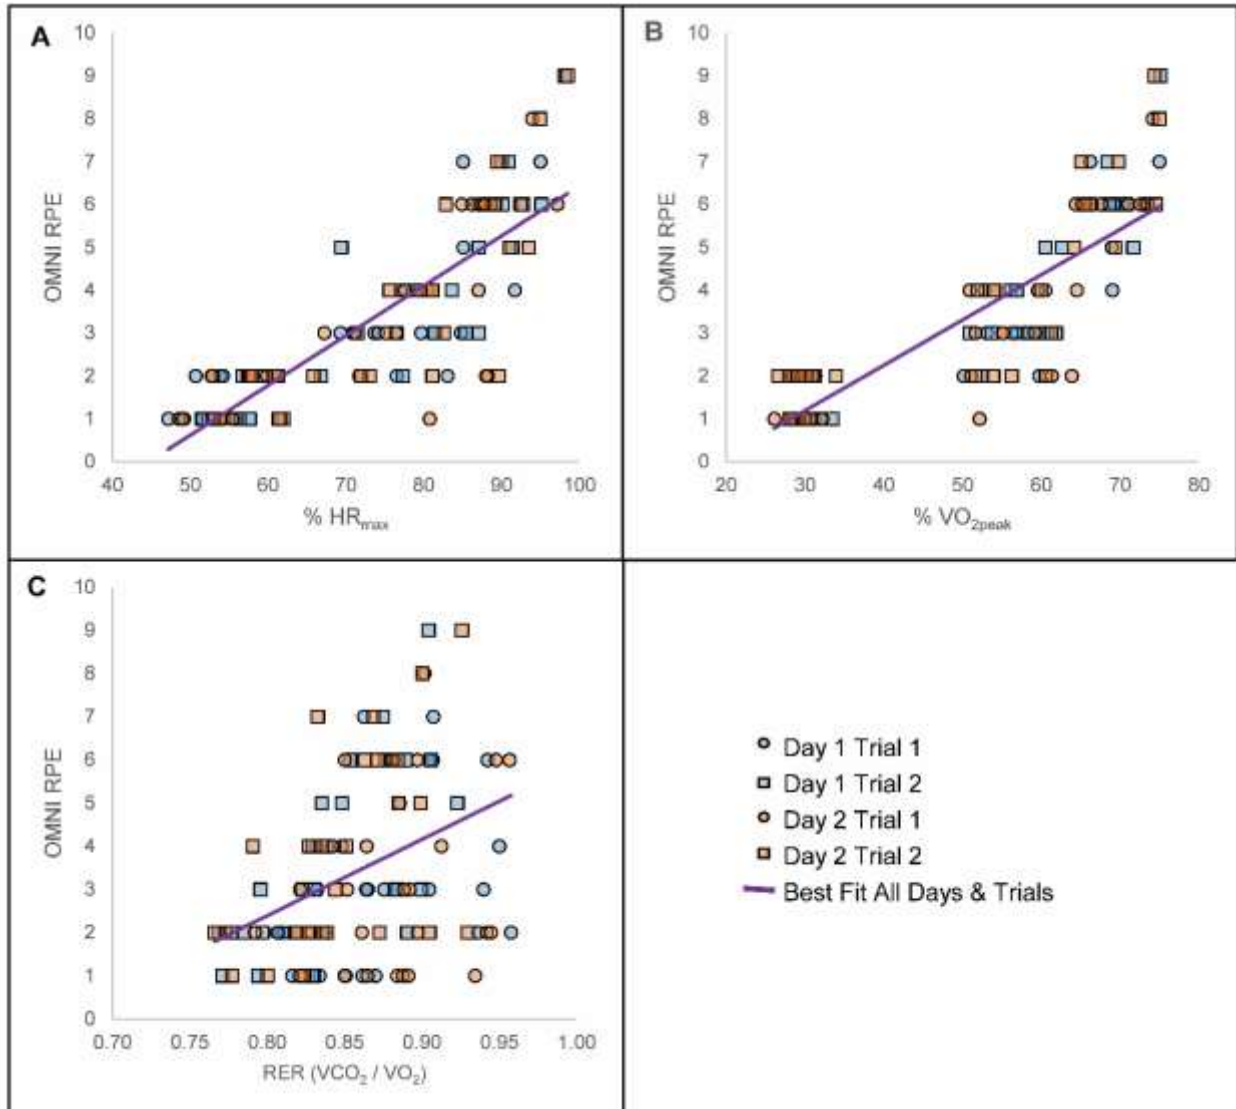 A
10
9
8
7
6
5
4
3
2
1
0
OMNI RPE
40 50 60 70 80 90 100
% HRmax
B
10
9
8
7
6
5
4
3
2
1
0
OMNI RPE
20 30 40 50 60 70 80
% VO2peak
C
10
9
8
7
6
5
4
3
2
1
0
OMNI RPE
0.70 0.75 0.80 0.85 0.90 0.95 1.00
RER (VCO2 / VO2)
Day 1 Trial 1
Day 1 Trial 2
Day 2 Trial 1
Day 2 Trial 2
Best Fit All Days & Trials